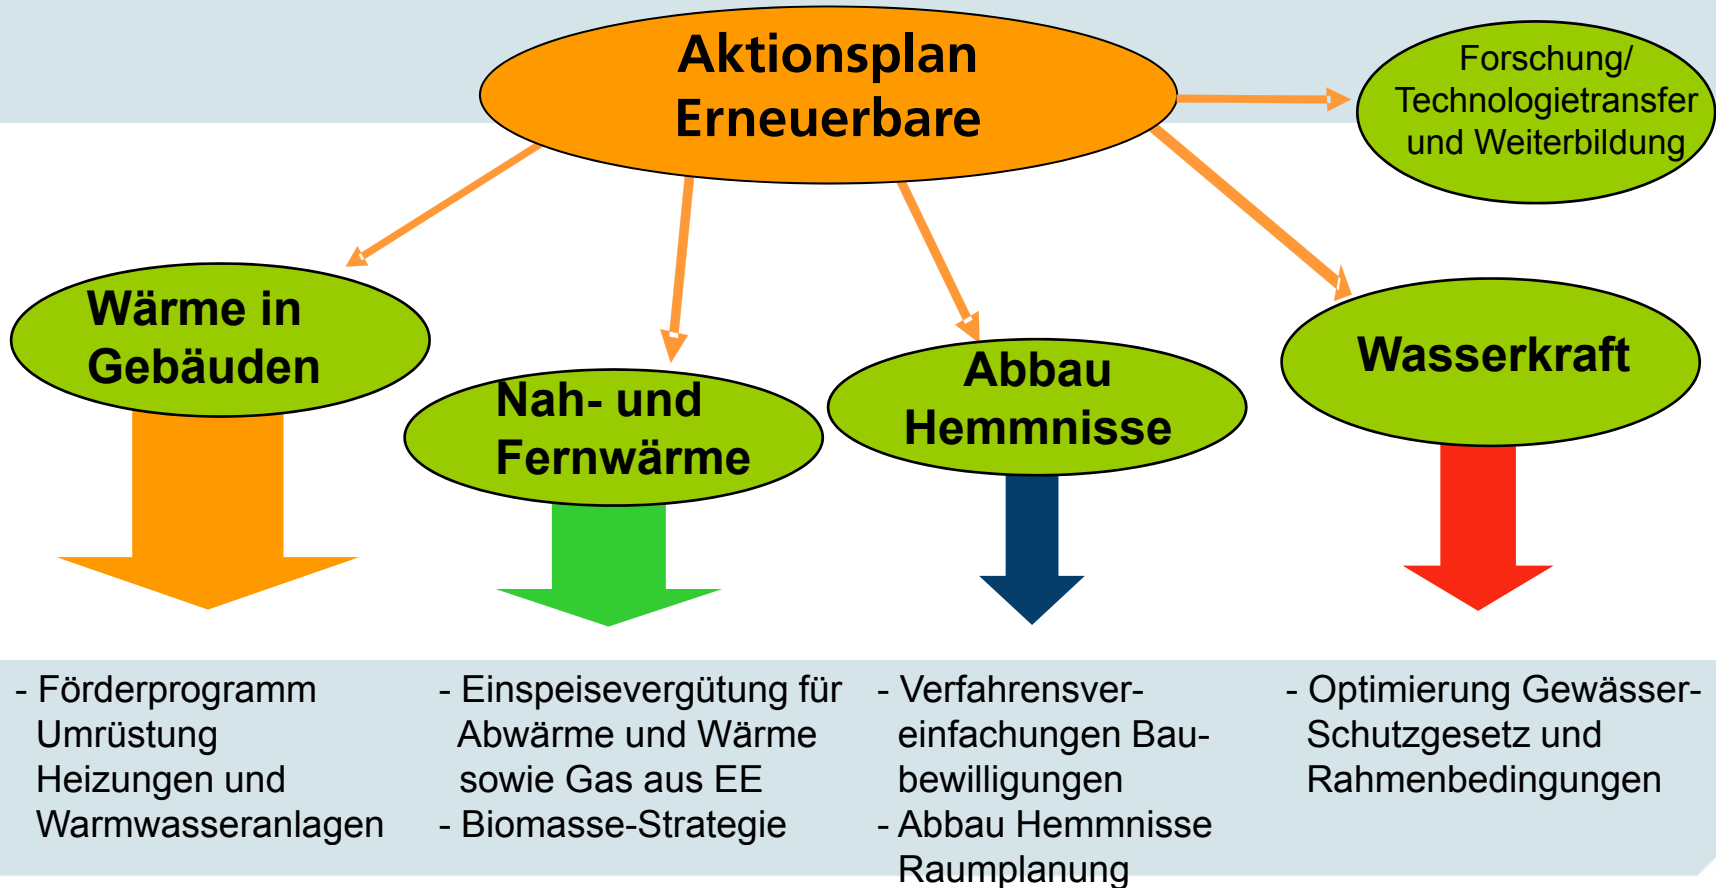 Aktionsplan
Erneuerbare
Forschung/
Technologietransfer
und Weiterbildung
Wärme in
Gebäuden
Nah- und
Fernwärme
Abbau
Hemmnisse
Wasserkraft
- Förderprogramm
Umrüstung
Heizungen und
Warmwasseranlagen
- Einspeisevergütung für
Abwärme und Wärme
sowie Gas aus EE
- Biomasse-Strategie
- Verfahrensver-
einfachungen Bau-
bewilligungen
- Abbau Hemmnisse
Raumplanung
- Optimierung Gewässer-
Schutzgesetz und
Rahmenbedingungen